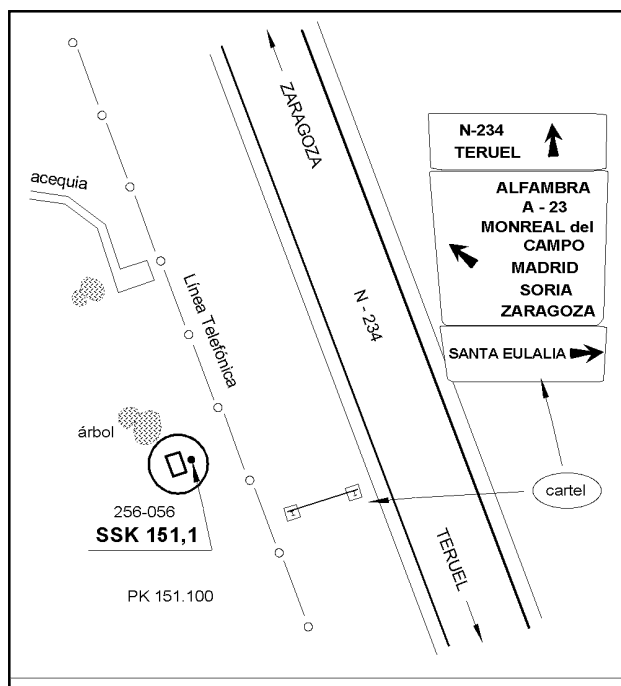 ZARAGOZA
N-234
TERUEL
acequia
ALFAMBRA
A - 23
MONREAL del
CAMPO
MADRID
SORIA
ZARAGOZA
Línea Telefónica
N - 234
SANTA EULALIA
árbol
cartel
256-056
SSK 151,1
TERUEL
PK 151.100